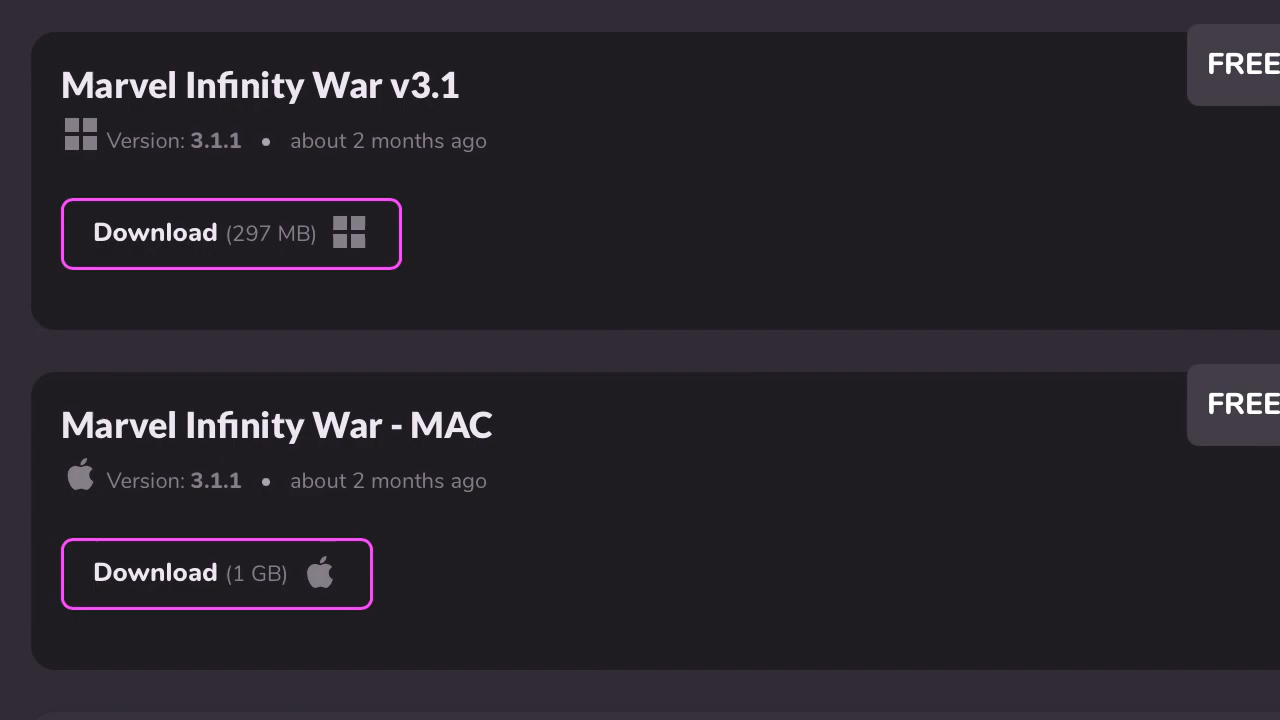 Marvel Infinity War v3.1
FREE
Version: 3.1.1 • about 2 months ago
Download (297 MB)
Marvel Infinity War - MAC
FREE
Version: 3.1.1 • about 2 months ago
Download (1 GB)